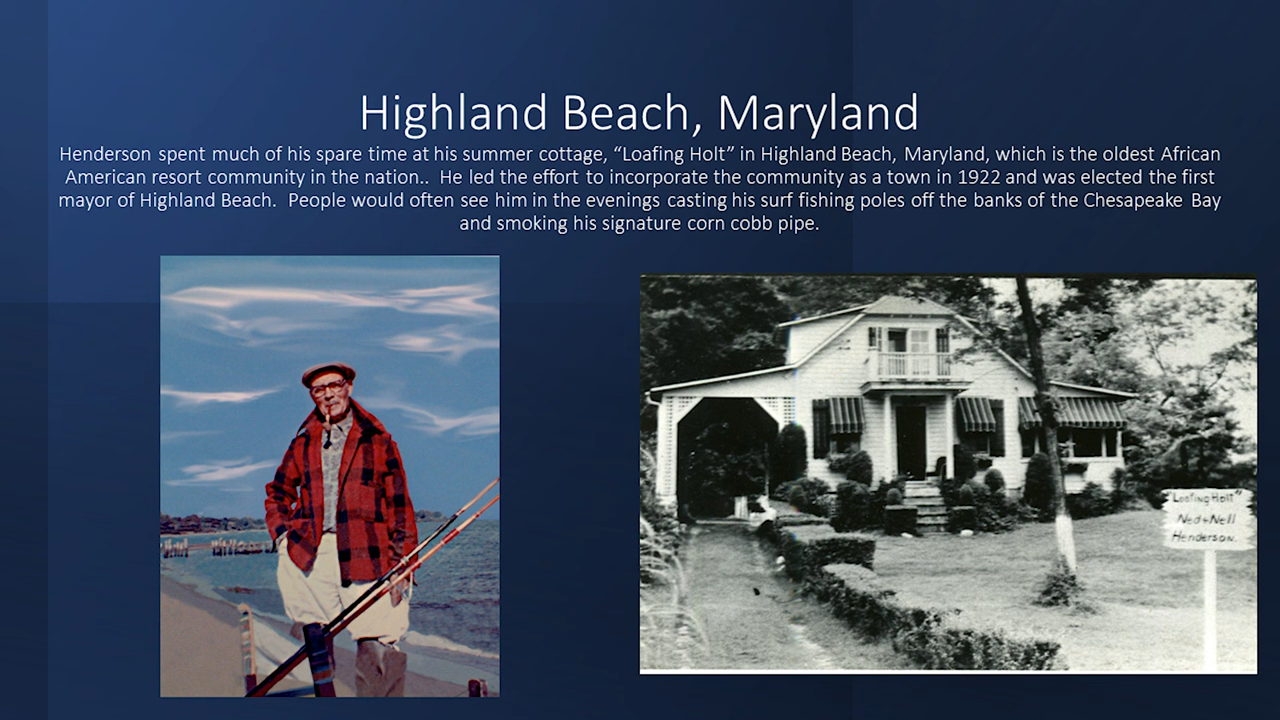 Highland Beach, Maryland
Henderson spent much of his spare time at his summer cottage, “Loafing Holt” in Highland Beach, Maryland, which is the oldest African
American resort community in the nation..  He led the effort to incorporate the community as a town in 1922 and was elected the first
mayor of Highland Beach.  People would often see him in the evenings casting his surf fishing poles off the banks of the Chesapeake Bay
and smoking his signature corn cobb pipe.
"Loafing Holt"
Ned + Nell
Henderson.